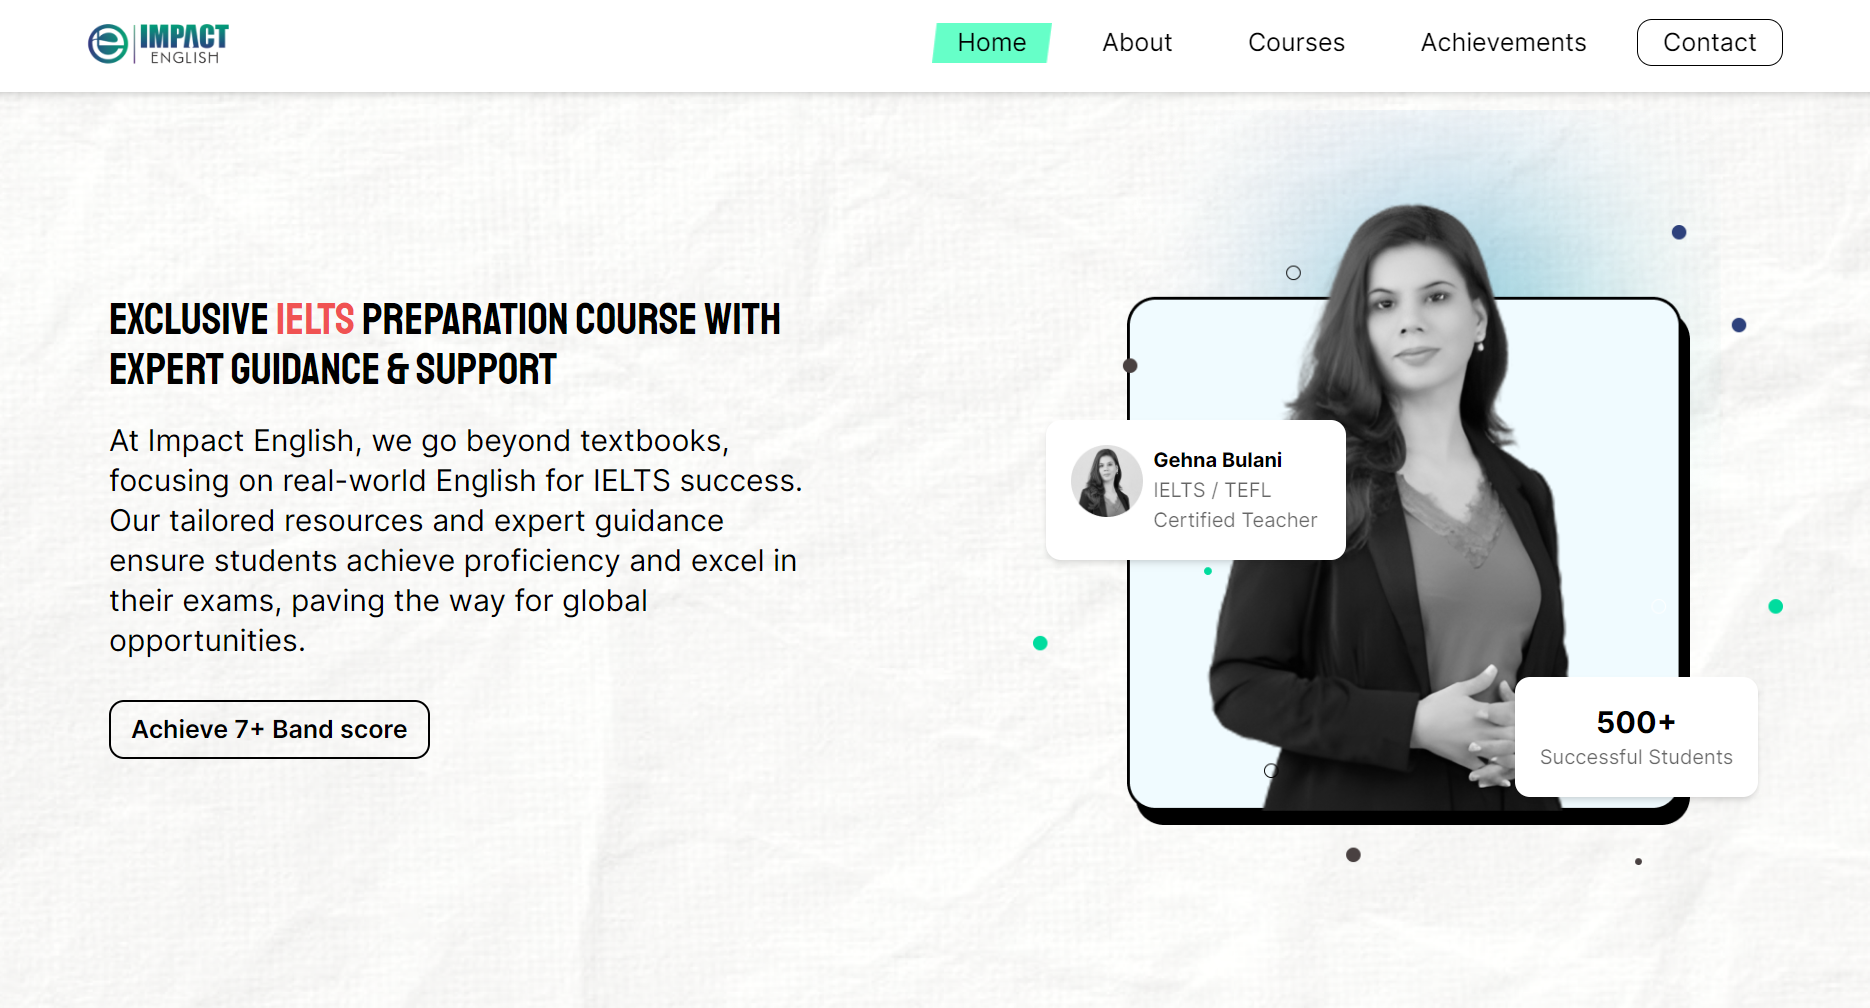 IMPACT
ENGLISH
Home
About
Courses
Achievements
Contact
EXCLUSIVE IELTS PREPARATION COURSE WITH
EXPERT GUIDANCE & SUPPORT
At Impact English, we go beyond textbooks,
focusing on real-world English for IELTS success.
Our tailored resources and expert guidance
ensure students achieve proficiency and excel in
their exams, paving the way for global
opportunities.
Achieve 7+ Band score
Gehna Bulani
IELTS / TEFL
Certified Teacher
500+
Successful Students